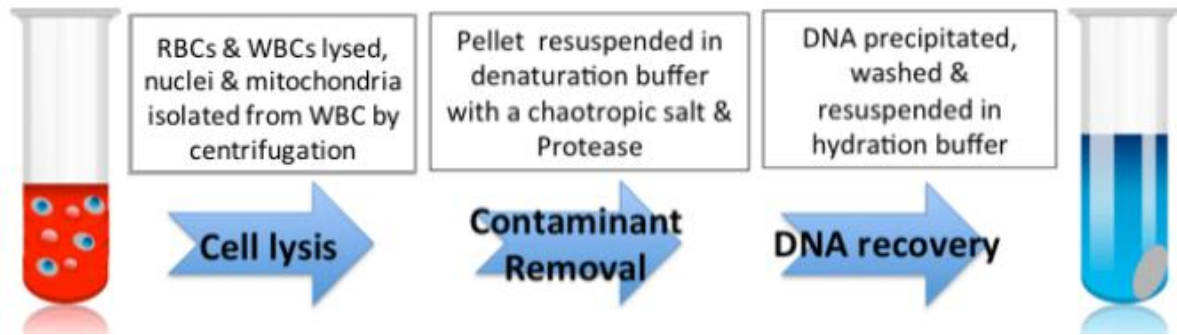 RBCs & WBCs lysed,
nuclei & mitochondria
isolated from WBC by
centrifugation
Pellet resuspended in
denaturation buffer
with a chaotropic salt &
Protease
DNA precipitated,
washed &
resuspended in
hydration buffer
Cell lysis
Contaminant
Removal
DNA recovery